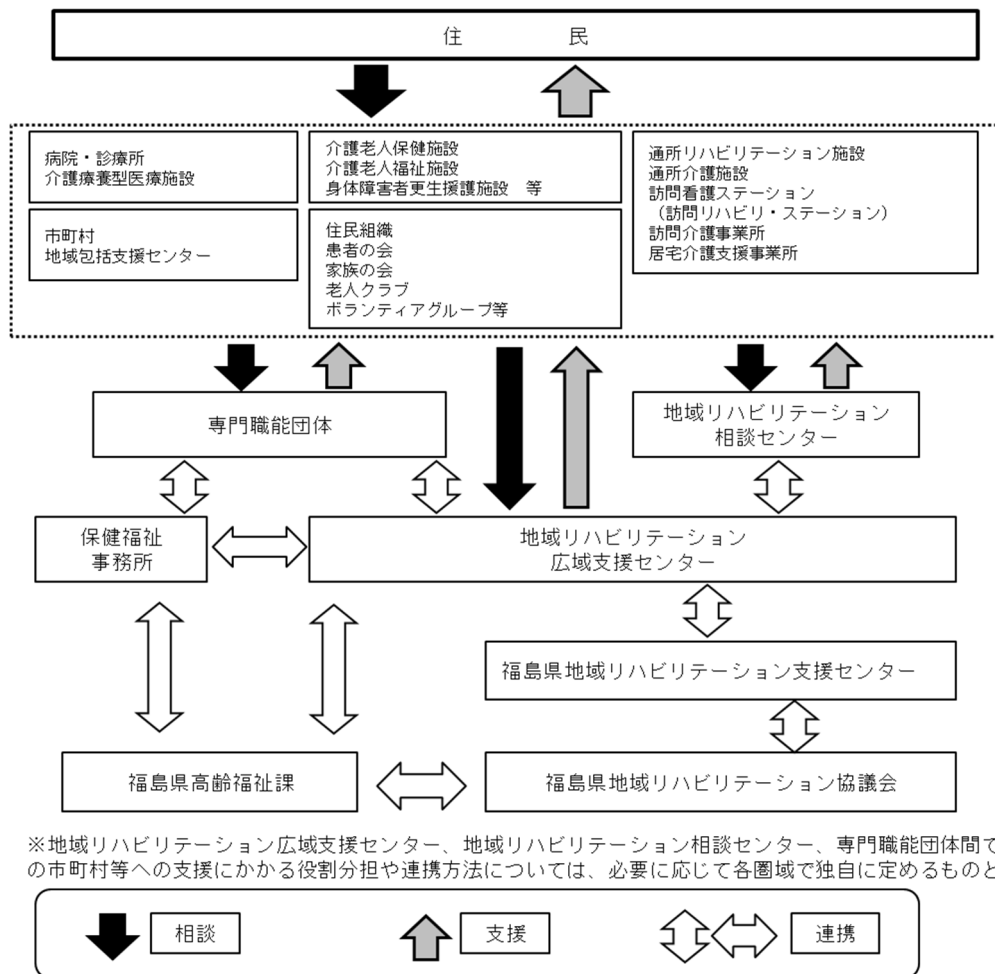 住　　　　民
病院・診療所
介護療養型医療施設
市町村
地域包括支援センター
介護老人保健施設
介護老人福祉施設
身体障害者更生援護施設　等
住民組織
患者の会
家族の会
老人クラブ
ボランティアグループ等
通所リハビリテーション施設
通所介護施設
訪問看護ステーション
（訪問リハビリ・ステーション）
訪問介護事業所
居宅介護支援事業所
専門職能団体
地域リハビリテーション
相談センター
保健福祉
事務所
地域リハビリテーション
広域支援センター
福島県地域リハビリテーション支援センター
福島県高齢福祉課
福島県地域リハビリテーション協議会
※地域リハビリテーション広域支援センター、地域リハビリテーション相談センター、専門職能団体間で
の市町村等への支援にかかる役割分担や連携方法については、必要に応じて各圏域で独自に定めるものと
相談
支援
連携